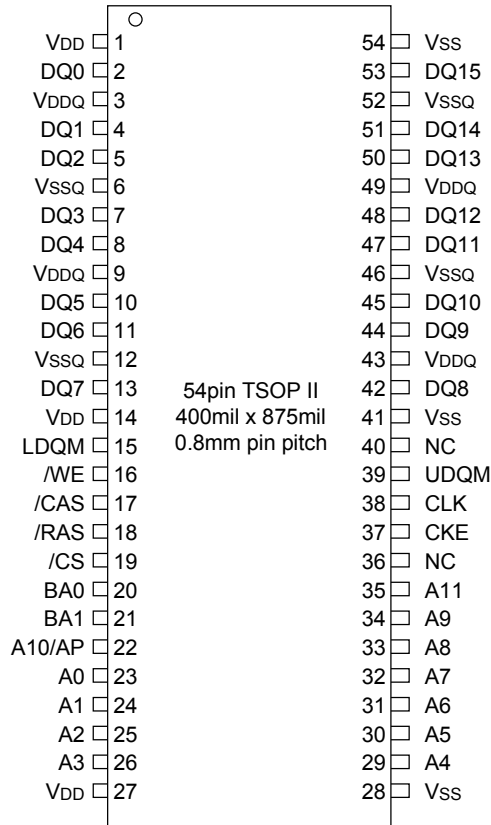 VDD 1 54 VSS
DQ0 2 53 DQ15
VDDQ 3 52 VSSQ
DQ1 4 51 DQ14
DQ2 5 50 DQ13
VSSQ 6 49 VDDQ
DQ3 7 48 DQ12
DQ4 8 47 DQ11
VDDQ 9 46 VSSQ
DQ5 10 45 DQ10
DQ6 11 44 DQ9
VSSQ 12 43 VDDQ
DQ7 13 54pin TSOP II 42 DQ8
VDD 14 400mil x 875mil 41 VSS
LDQM 15 0.8mm pin pitch 40 NC
/WE 16 39 UDQM
/CAS 17 38 CLK
/RAS 18 37 CKE
/CS 19 36 NC
BA0 20 35 A11
BA1 21 34 A9
A10/AP 22 33 A8
A0 23 32 A7
A1 24 31 A6
A2 25 30 A5
A3 26 29 A4
VDD 27 28 VSS